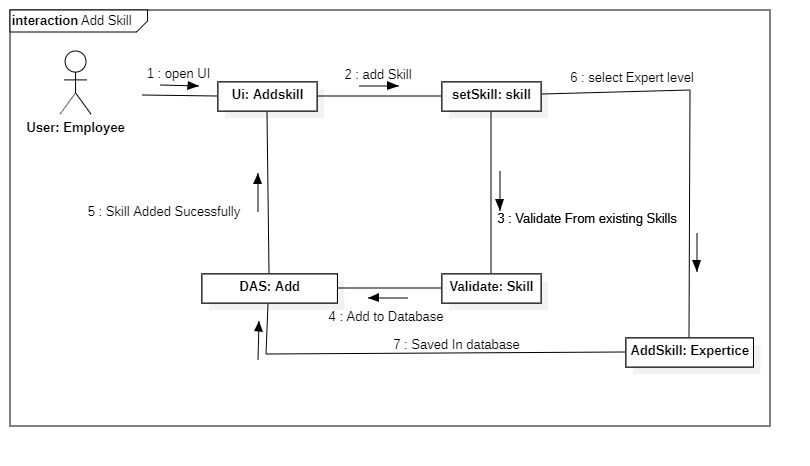 interaction Add Skill
1 : open UI
2 : add Skill
6 : select Expert level
Ui: Addskill
setSkill: skill
User: Employee
5 : Skill Added Sucessfully
3 : Validate From existing Skills
DAS: Add
Validate: Skill
4 : Add to Database
7 : Saved In database
AddSkill: Expertice